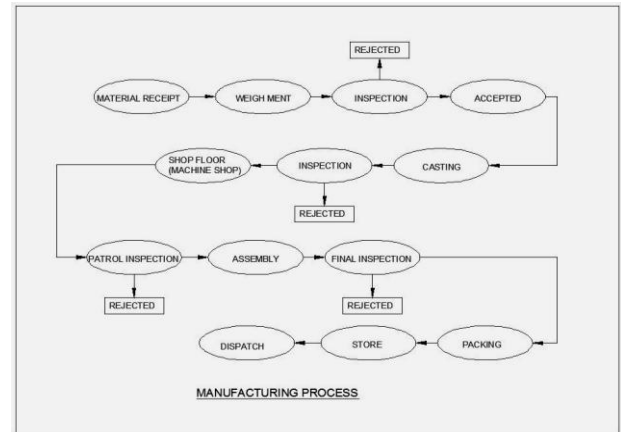 REJECTED
MATERIAL RECEIPT
WEIGH MENT
INSPECTION
ACCEPTED
SHOP FLOOR
(MACHINE SHOP)
INSPECTION
CASTING
REJECTED
PATROL INSPECTION
ASSEMBLY
FINAL INSPECTION
REJECTED
REJECTED
DISPATCH
STORE
PACKING
MANUFACTURING PROCESS